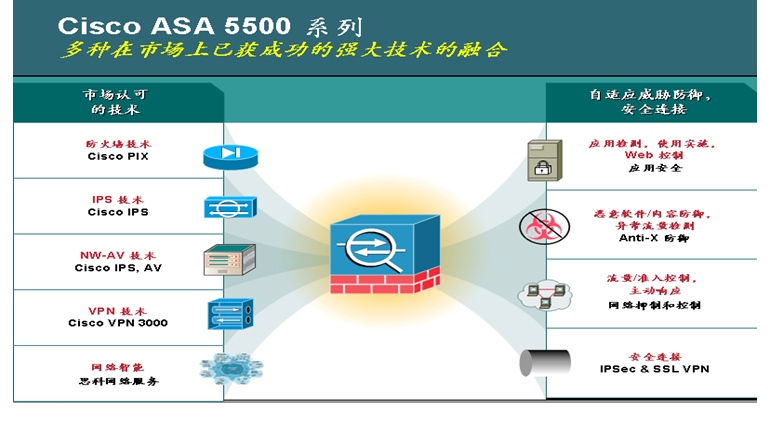 Cisco ASA 5500 系列
多种在市场上已获成功的强大技术的融合
市场认可
的技术
防火墙技术
Cisco PIX
IPS 技术
Cisco IPS
NW-AV 技术
Cisco IPS, AV
VPN 技术
Cisco VPN 3000
网络智能
思科网络服务
自适应威胁防御，
安全连接
应用检测，使用实施，
Web 控制
应用安全
恶意软件/内容防御，
异常流量检测
Anti-X 防御
流量/准入控制，
主动响应
网络抑制和控制
安全连接
IPSec & SSL VPN